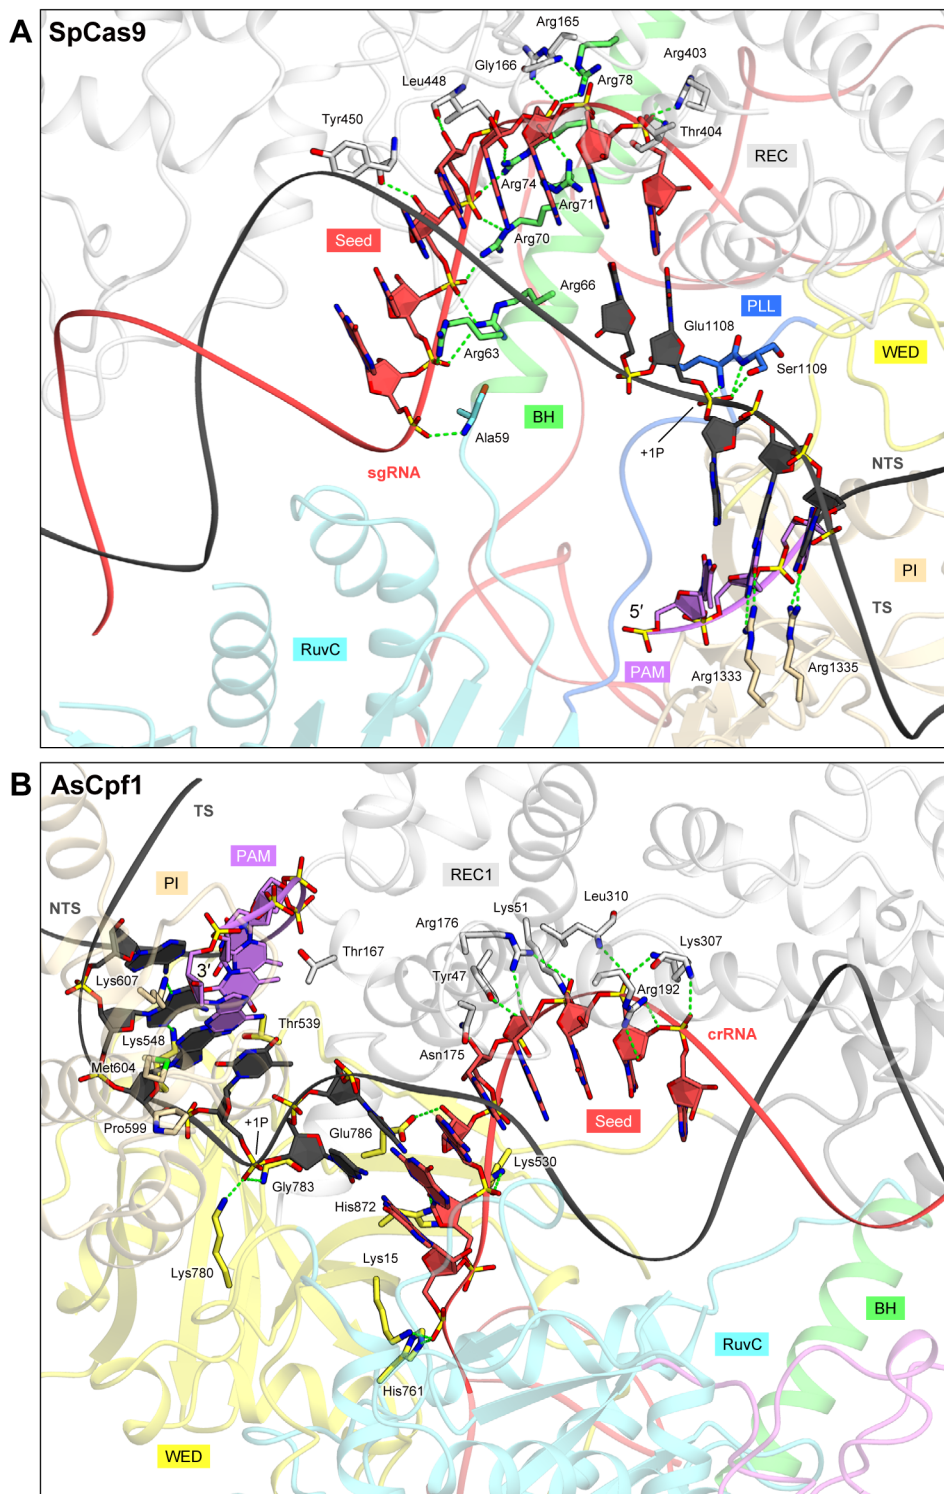 A
SpCas9
Arg165
Gly166
Arg78
Arg403
Leu448
Thr404
Tyr450
REC
Arg74
Arg71
Seed
Arg70
Arg66
PLL
Glu1108
WED
Arg63
Ser1109
BH
Ala59
+1P
sgRNA
NTS
PI
5′
TS
RuvC
PAM
Arg1333
Arg1335
B
AsCpf1
TS
PAM
REC1
Leu310
PI
Lys51
NTS
Arg176
Lys307
Thr167
Tyr47
Lys607
3′
Arg192
Thr539
crRNA
Lys548
Asn175
Met604
Seed
Pro599
+1P
Glu786
Lys530
Gly783
His872
Lys15
Lys780
BH
RuvC
His761
WED